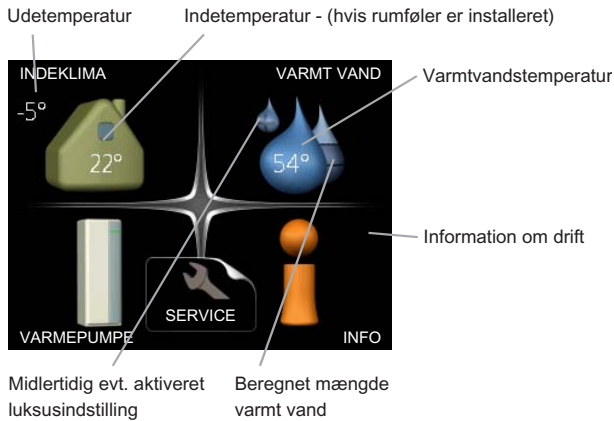 Udetemperatur
Indetemperatur - (hvis rumføler er installeret)
INDEKLIMA
VARMT VAND
Varmtvandstemperatur
-5°
22°
54°
Information om drift
SERVICE
VARMEPUMPE
INFO
Midlertidig evt. aktiveret
luksusindstilling
Beregnet mængde
varmt vand